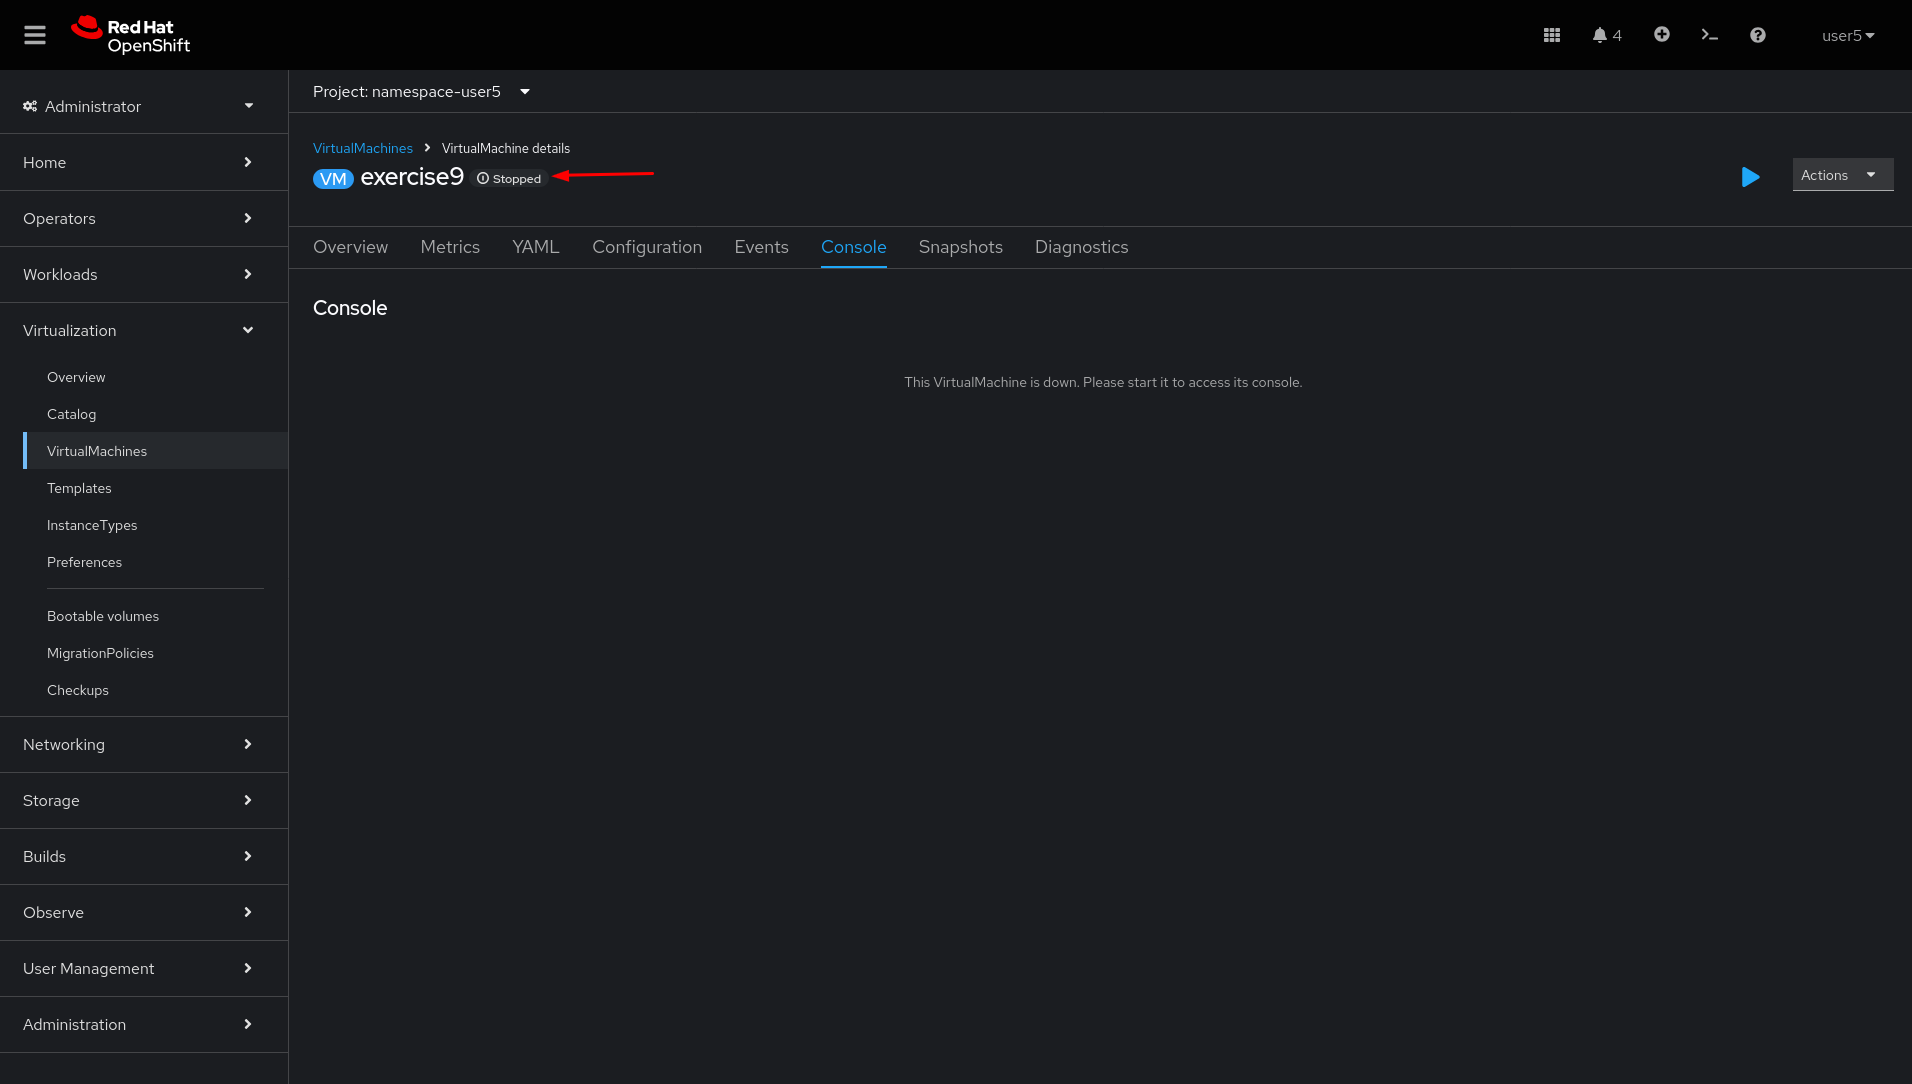 Red Hat
OpenShift
4
user5
Administrator
Home
Operators
Workloads
Virtualization
Overview
Catalog
VirtualMachines
Templates
InstanceTypes
Preferences
Bootable volumes
MigrationPolicies
Checkups
Networking
Storage
Builds
Observe
User Management
Administration
Project: namespace-user5
VirtualMachines VirtualMachine details
VM exercise9 Stopped
Actions
Overview Metrics YAML Configuration Events Console Snapshots Diagnostics
Console
This VirtualMachine is down. Please start it to access its console.